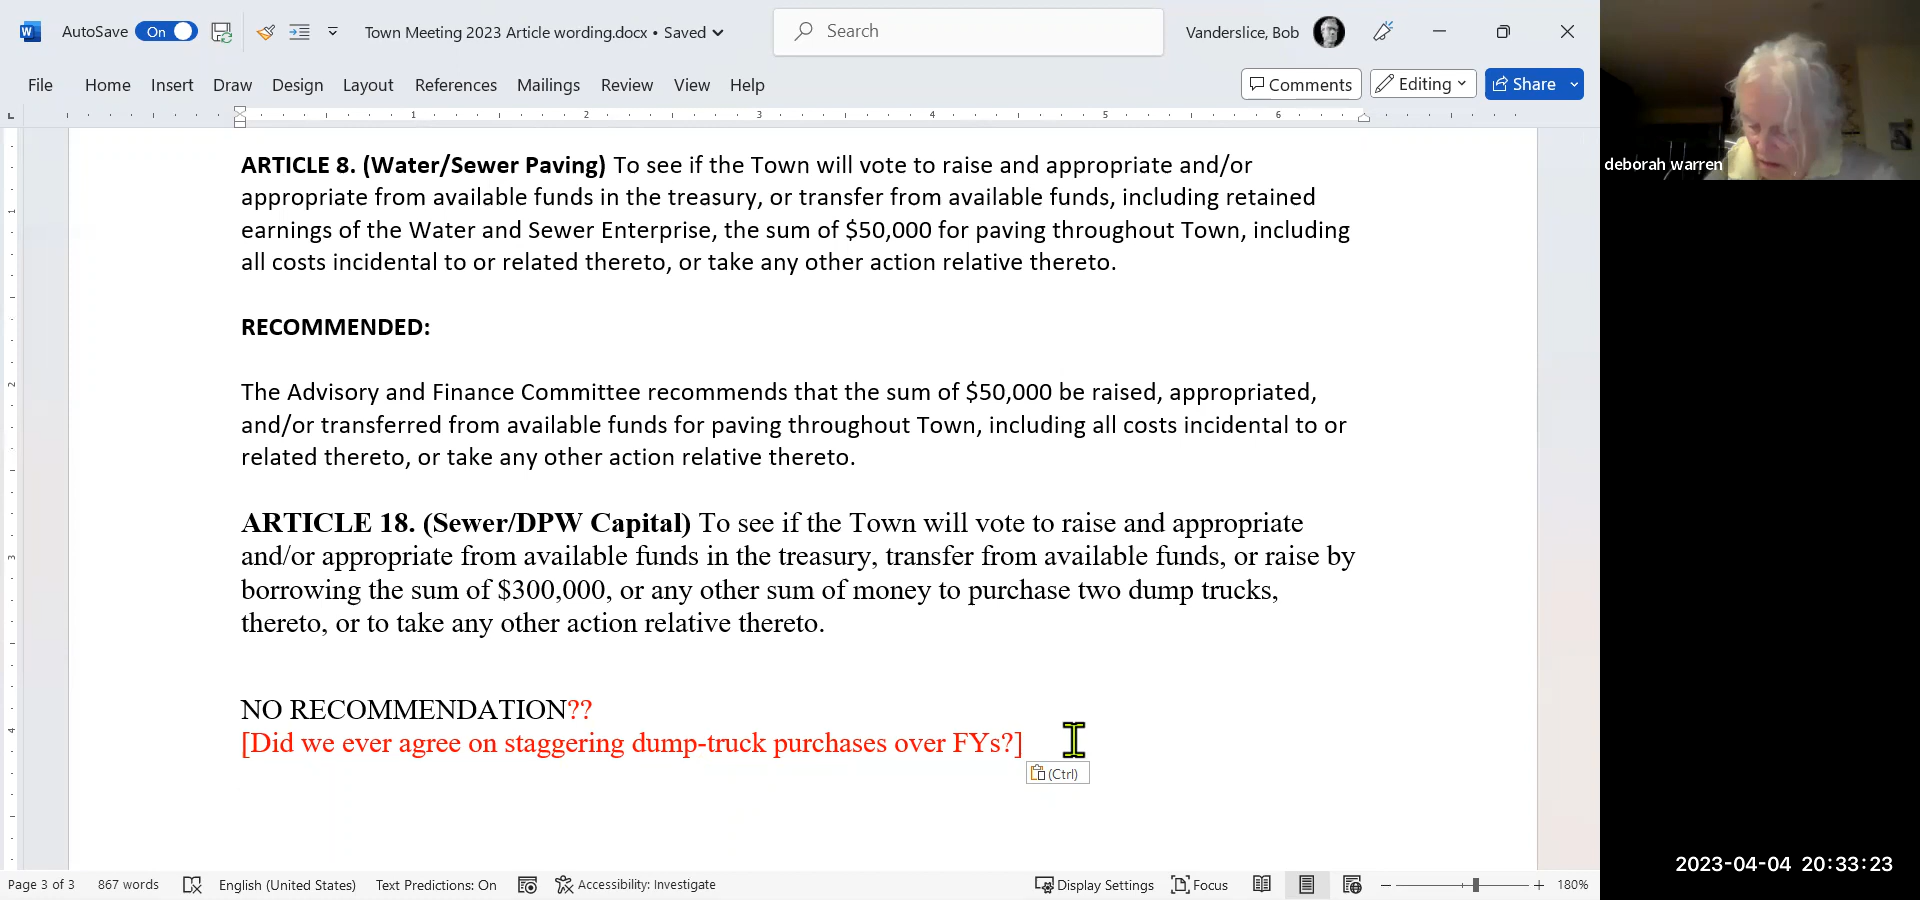 AutoSave On Town Meeting 2023 Article wording.docx • Saved Search Vanderslice, Bob
File Home Insert Draw Design Layout References Mailings Review View Help Comments Editing Share
1 2 3 4 5 6
ARTICLE 8. (Water/Sewer Paving) To see if the Town will vote to raise and appropriate and/or
appropriate from available funds in the treasury, or transfer from available funds, including retained
earnings of the Water and Sewer Enterprise, the sum of $50,000 for paving throughout Town, including
all costs incidental to or related thereto, or take any other action relative thereto.
RECOMMENDED:
The Advisory and Finance Committee recommends that the sum of $50,000 be raised, appropriated,
and/or transferred from available funds for paving throughout Town, including all costs incidental to or
related thereto, or take any other action relative thereto.
ARTICLE 18. (Sewer/DPW Capital) To see if the Town will vote to raise and appropriate
and/or appropriate from available funds in the treasury, transfer from available funds, or raise by
borrowing the sum of $300,000, or any other sum of money to purchase two dump trucks,
thereto, or to take any other action relative thereto.
NO RECOMMENDATION??
[Did we ever agree on staggering dump-truck purchases over FYs?]
(Ctrl)
1
2
3
4
Page 3 of 3 867 words English (United States) Text Predictions: On Accessibility: Investigate Display Settings Focus 180%
deborah warren
2023-04-04 20:33:23